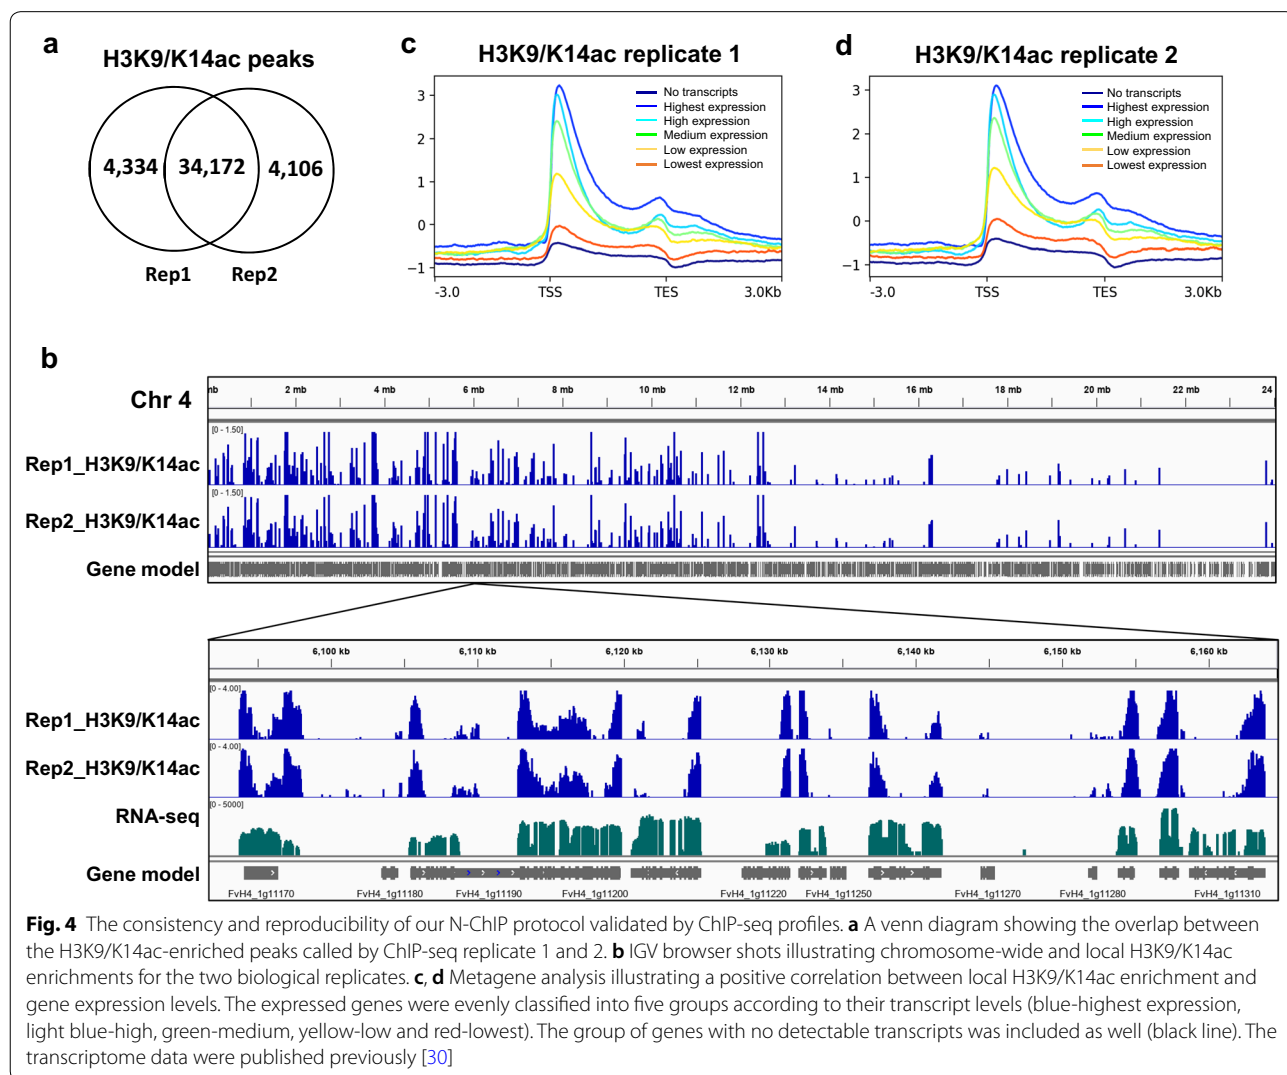 a
H3K9/K14ac peaks
4,334
34,172
4,106
Rep1
Rep2
c
H3K9/K14ac replicate 1
3
2
1
0
−1
No transcripts
Highest expression
High expression
Medium expression
Low expression
Lowest expression
-3.0
TSS
TES
3.0Kb
d
H3K9/K14ac replicate 2
3
2
1
0
−1
No transcripts
Highest expression
High expression
Medium expression
Low expression
Lowest expression
-3.0
TSS
TES
3.0Kb
b
Chr 4
mb
2 mb
4 mb
6 mb
8 mb
10 mb
12 mb
14 mb
16 mb
18 mb
20 mb
22 mb
24
Rep1_H3K9/K14ac
[0 - 1.50]
Rep2_H3K9/K14ac
[0 - 1.50]
Gene model
6,100 kb
6,110 kb
6,120 kb
6,130 kb
6,140 kb
6,150 kb
6,160 kb
Rep1_H3K9/K14ac
[0 - 4.00]
Rep2_H3K9/K14ac
[0 - 4.00]
RNA-seq
[0 - 5000]
Gene model
FvH4_1g11170
FvH4_1g11180
FvH4_1g11190
FvH4_1g11200
FvH4_1g11220
FvH4_1g11250
FvH4_1g11270
FvH4_1g11280
FvH4_1g11310
Fig. 4 The consistency and reproducibility of our N-ChIP protocol validated by ChIP-seq profiles. a A venn diagram showing the overlap between
the H3K9/K14ac-enriched peaks called by ChIP-seq replicate 1 and 2. b IGV browser shots illustrating chromosome-wide and local H3K9/K14ac
enrichments for the two biological replicates. c, d Metagene analysis illustrating a positive correlation between local H3K9/K14ac enrichment and
gene expression levels. The expressed genes were evenly classified into five groups according to their transcript levels (blue-highest expression,
light blue-high, green-medium, yellow-low and red-lowest). The group of genes with no detectable transcripts was included as well (black line). The
transcriptome data were published previously [30]